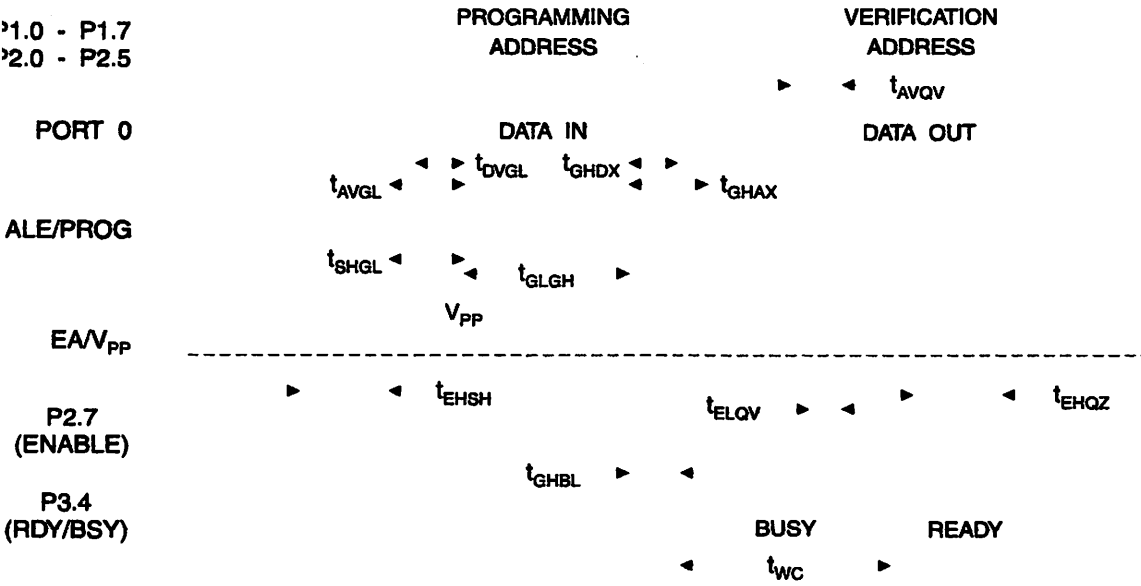 P1.0 - P1.7
P2.0 - P2.5
PROGRAMMING
ADDRESS
VERIFICATION
ADDRESS
tAVQV
PORT 0
DATA IN
DATA OUT
tDVGL
tGHDX
tAVGL
tGHAX
ALE/PROG
tSHGL
tGLGH
VPP
EA/VPP
tEHSH
tELQV
tEHQZ
P2.7
(ENABLE)
tGHBL
P3.4
(RDY/BSY)
BUSY
READY
tWC